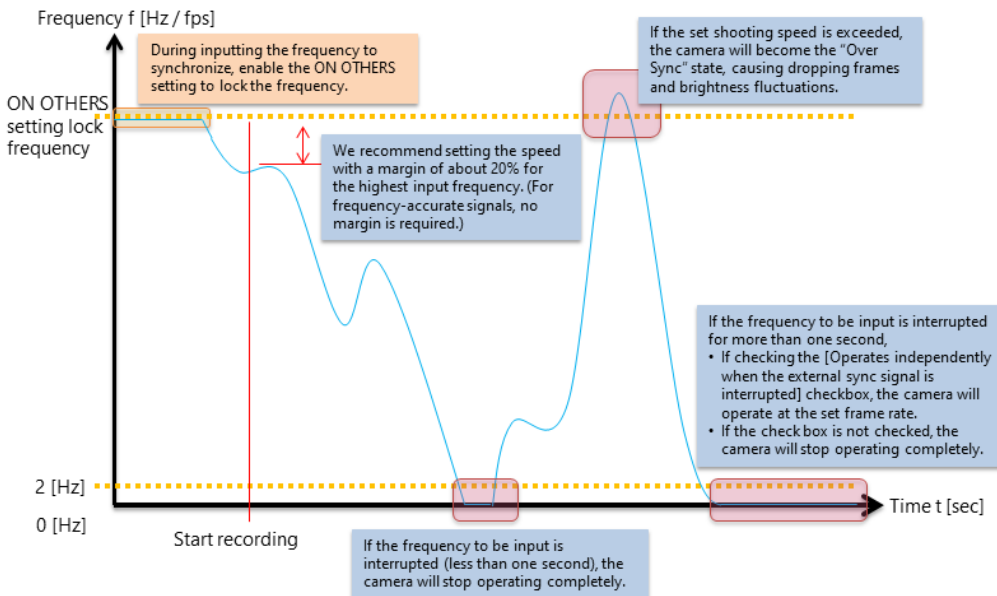 Frequency f [Hz / fps]
During inputting the frequency to
synchronize, enable the ON OTHERS
setting to lock the frequency.
If the set shooting speed is exceeded,
the camera will become the “Over
Sync” state, causing dropping frames
and brightness fluctuations.
ON OTHERS
setting lock
frequency
We recommend setting the speed
with a margin of about 20% for
the highest input frequency. (For
frequency-accurate signals, no
margin is required.)
If the frequency to be input is interrupted
for more than one second,
• If checking the [Operates independently
when the external sync signal is
interrupted] checkbox, the camera will
operate at the set frame rate.
• If the check box is not checked, the
camera will stop operating completely.
2 [Hz]
0 [Hz]
Time t [sec]
Start recording
If the frequency to be input is
interrupted (less than one second), the
camera will stop operating completely.